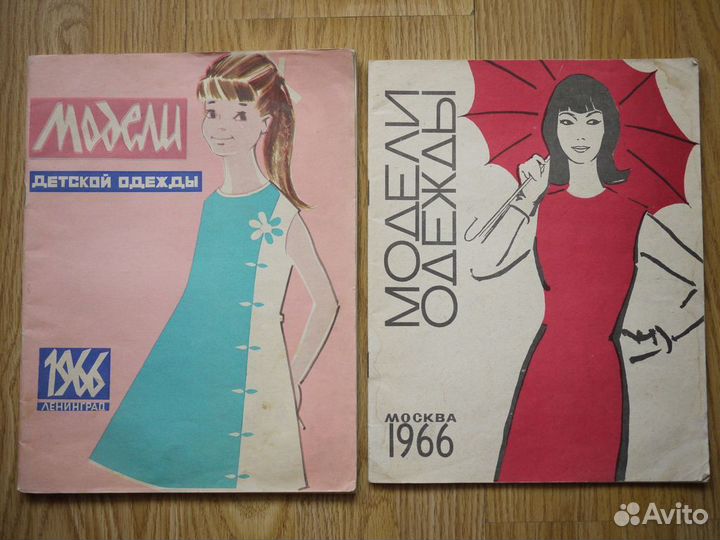 Модели
ДЕТСКОЙ ОДЕЖДЫ
1966
ЛЕНИНГРАД
МОДЕЛИ
ОДЕЖДЫ
МОСКВА
1966
Avito